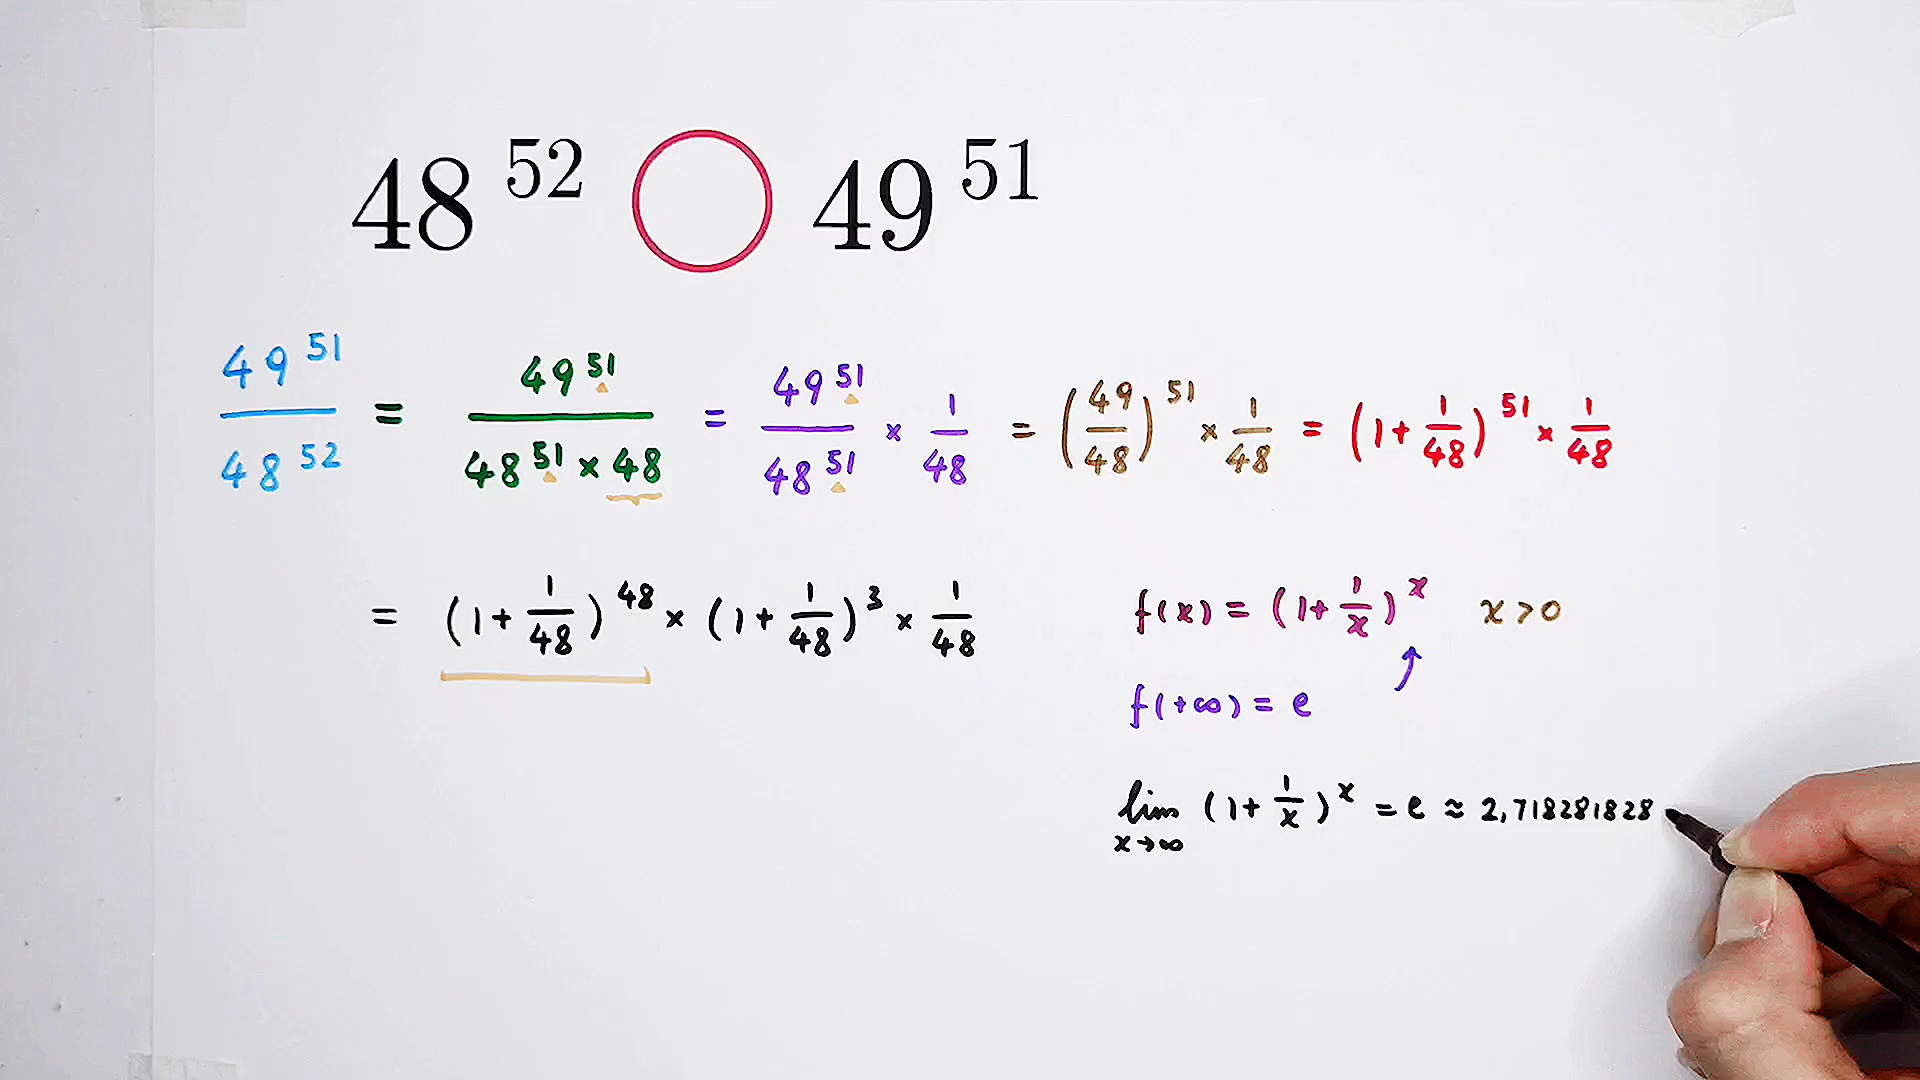 48^52 ◯ 49^51
49^51 / 48^52 = 49^51 / (48^51 × 48) = 49^51 / 48^51 × 1/48 = (49/48)^51 × 1/48 = (1 + 1/48)^51 × 1/48
= (1 + 1/48)^48 × (1 + 1/48)^3 × 1/48
f(x) = (1 + 1/x)^x x > 0
f(+∞) = e
lim x→∞ (1 + 1/x)^x = e ≈ 2,718281828